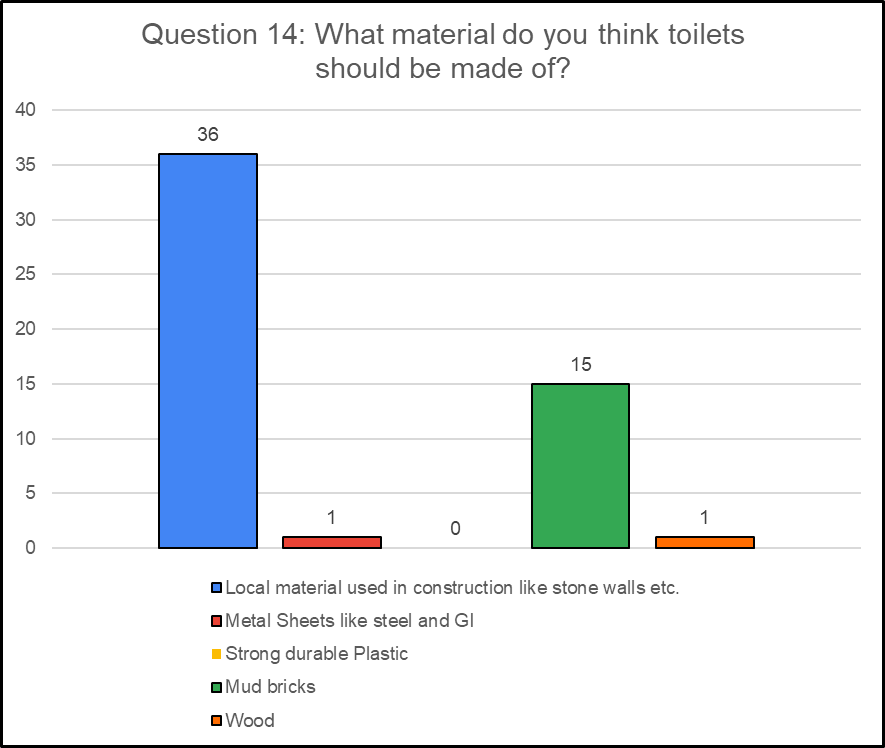 Question 14: What material do you think toilets
should be made of?
40
35
30
25
20
15
10
5
0
36
1
0
15
1
Local material used in construction like stone walls etc.
Metal Sheets like steel and GI
Strong durable Plastic
Mud bricks
Wood